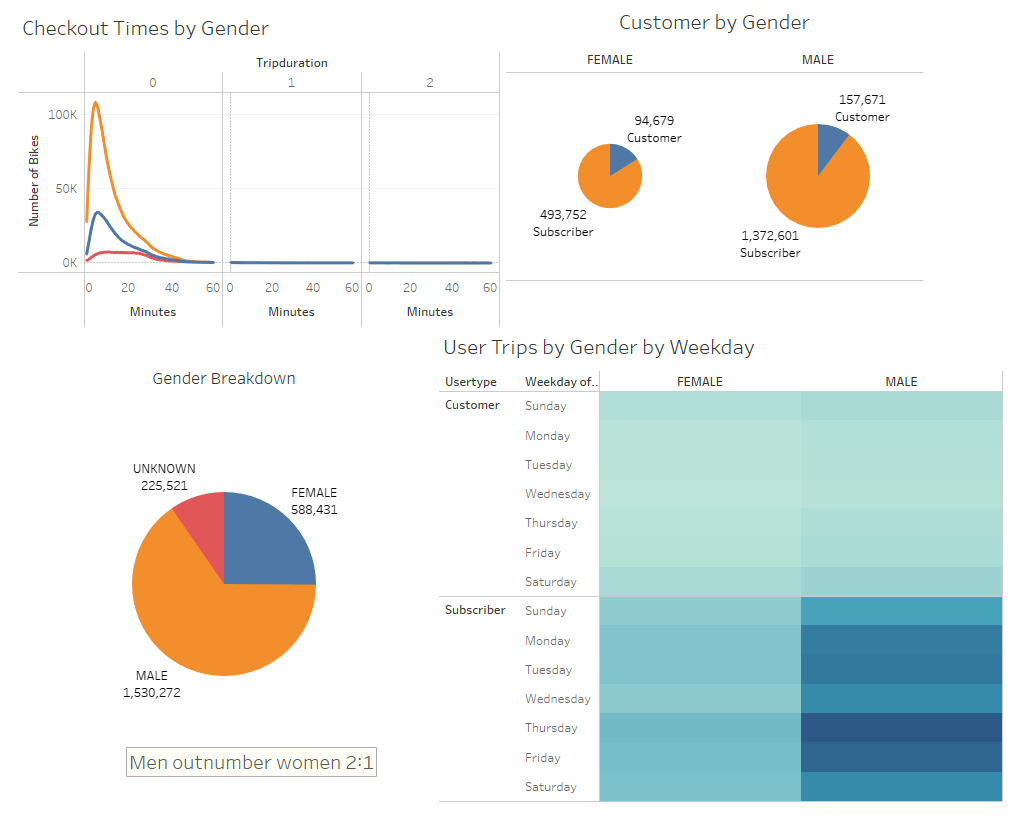 Checkout Times by Gender
Tripduration
0 1 2
100K
50K
0K
Number of Bikes
0 20 40 60 0 20 40 60 0 20 40 60
Minutes Minutes Minutes
Customer by Gender
FEMALE MALE
94,679
Customer
493,752
Subscriber
157,671
Customer
1,372,601
Subscriber
Gender Breakdown
UNKNOWN
225,521
FEMALE
588,431
MALE
1,530,272
Men outnumber women 2:1
User Trips by Gender by Weekday
Usertype Weekday of.. FEMALE MALE
Customer Sunday
Monday
Tuesday
Wednesday
Thursday
Friday
Saturday
Subscriber Sunday
Monday
Tuesday
Wednesday
Thursday
Friday
Saturday